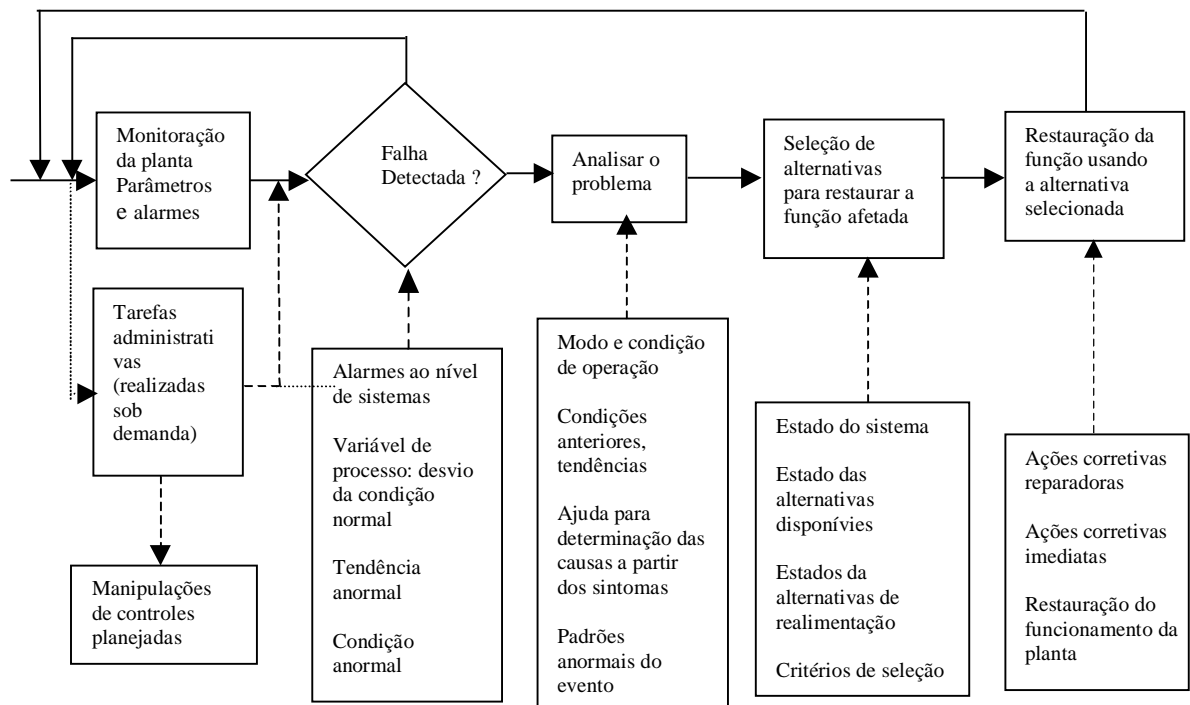 Monitoração
da planta
Parâmetros
e alarmes
Falha
Detectada ?
Analisar o
problema
Seleção de
alternativas
para restaurar a
função afetada
Restauração da
função usando
a alternativa
selecionada
Tarefas
administrati
vas
(realizadas
sob
demanda)
Manipulações
de controles
planejadas
Alarmes ao nível
de sistemas
Variável de
processo: desvio
da condição
normal
Tendência
anormal
Condição
anormal
Modo e condição
de operação
Condições
anteriores,
tendências
Ajuda para
determinação das
causas a partir
dos sintomas
Padrões
anormais do
evento
Estado do sistema
Estado das
alternativas
disponívies
Estados da
alternativas de
realimentação
Critérios de seleção
Ações corretivas
reparadoras
Ações corretivas
imediatas
Restauração do
funcionamento da
planta